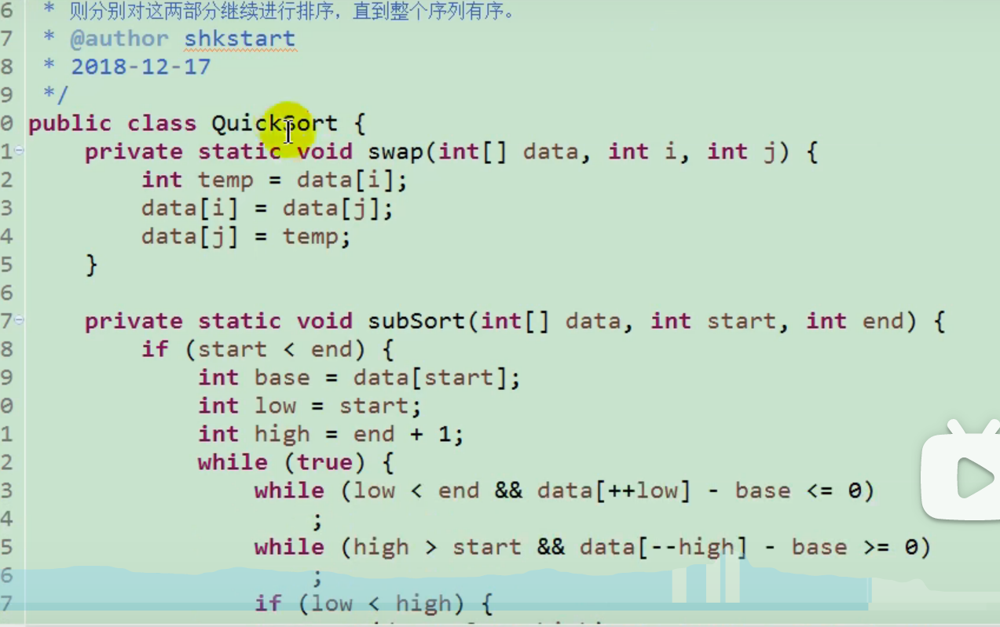 6 * 则分别对这两部分继续进行排序，直到整个序列有序。
7 * @author shkstart
8 * 2018-12-17
9 */
0 public class QuickSort {
1 private static void swap(int[] data, int i, int j) {
2 int temp = data[i];
3 data[i] = data[j];
4 data[j] = temp;
5 }
6
7 private static void subSort(int[] data, int start, int end) {
8 if (start < end) {
9 int base = data[start];
0 int low = start;
1 int high = end + 1;
2 while (true) {
3 while (low < end && data[++low] - base <= 0)
4 ;
5 while (high > start && data[--high] - base >= 0)
6 ;
7 if (low < high) {